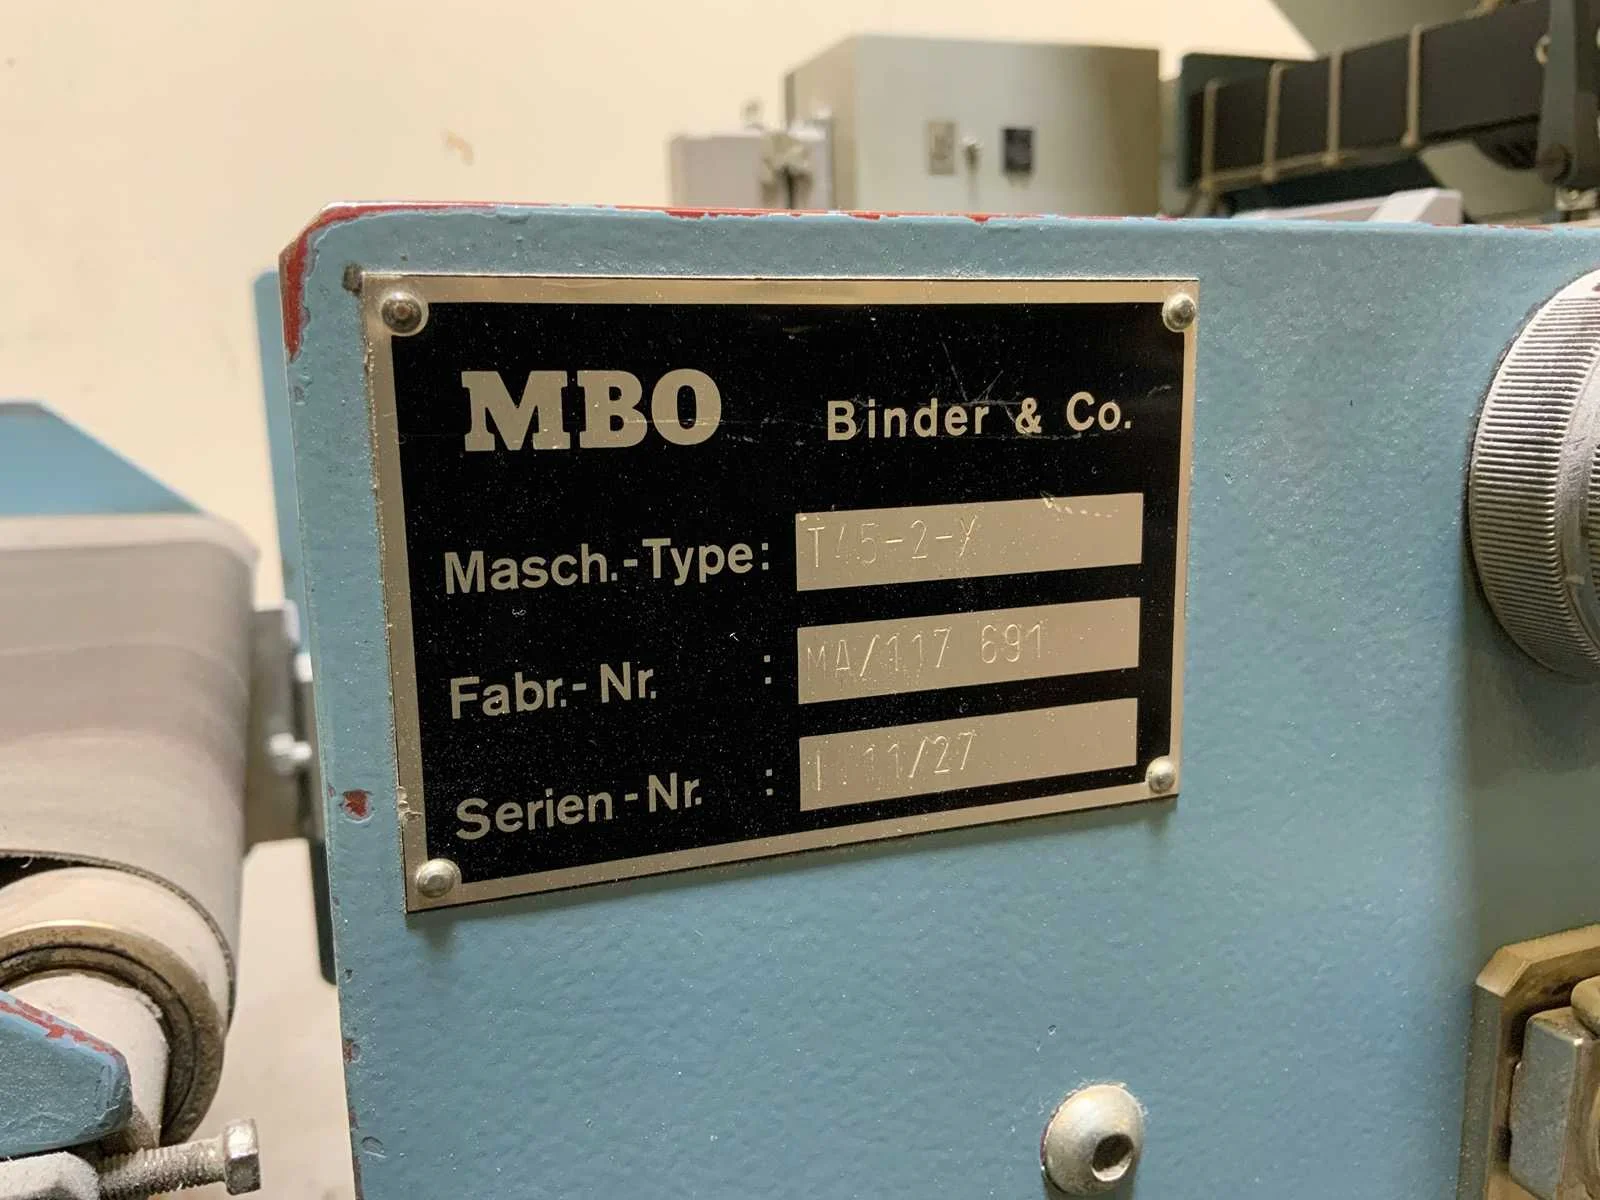 MBO Binder & Co.
Masch.-Type: T45-2-Y
Fabr.-Nr. : MA/117 691
Serien-Nr. : 11/27